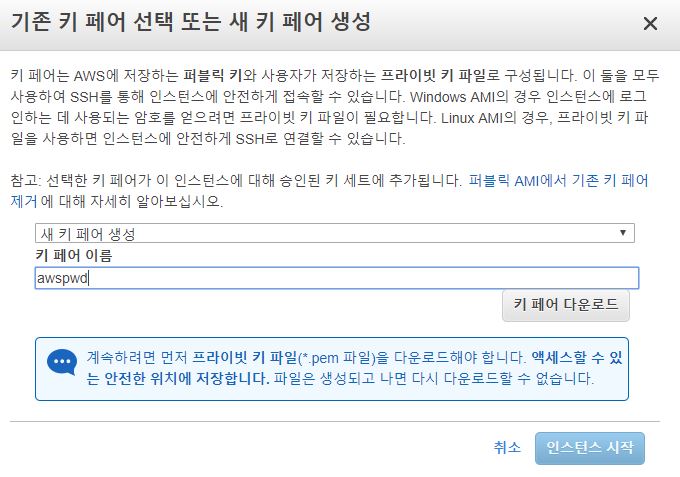 기존 키 페어 선택 또는 새 키 페어 생성
키 페어는 AWS에 저장하는 퍼블릭 키와 사용자가 저장하는 프라이빗 키 파일로 구성됩니다. 이 둘을 모두
사용하여 SSH를 통해 인스턴스에 안전하게 접속할 수 있습니다. Windows AMI의 경우 인스턴스에 로그
인하는 데 사용되는 암호를 얻으려면 프라이빗 키 파일이 필요합니다. Linux AMI의 경우, 프라이빗 키 파
일을 사용하면 인스턴스에 안전하게 SSH로 연결할 수 있습니다.
참고: 선택한 키 페어가 이 인스턴스에 대해 승인된 키 세트에 추가됩니다. 퍼블릭 AMI에서 기존 키 페어
제거에 대해 자세히 알아보십시오.
새 키 페어 생성
키 페어 이름
awspwd
키 페어 다운로드
계속하려면 먼저 프라이빗 키 파일(*.pem 파일)을 다운로드해야 합니다. 액세스할 수 있
는 안전한 위치에 저장합니다. 파일은 생성되고 나면 다시 다운로드할 수 없습니다.
취소 인스턴스 시작